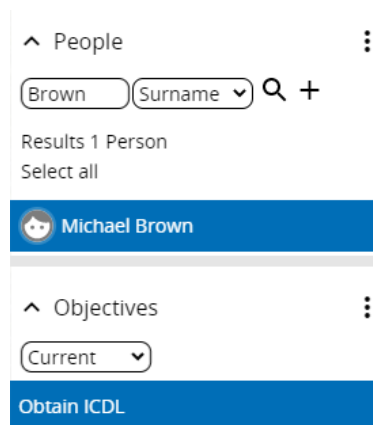 People
Brown Surname
Results 1 Person
Select all
Michael Brown
Objectives
Current
Obtain ICDL